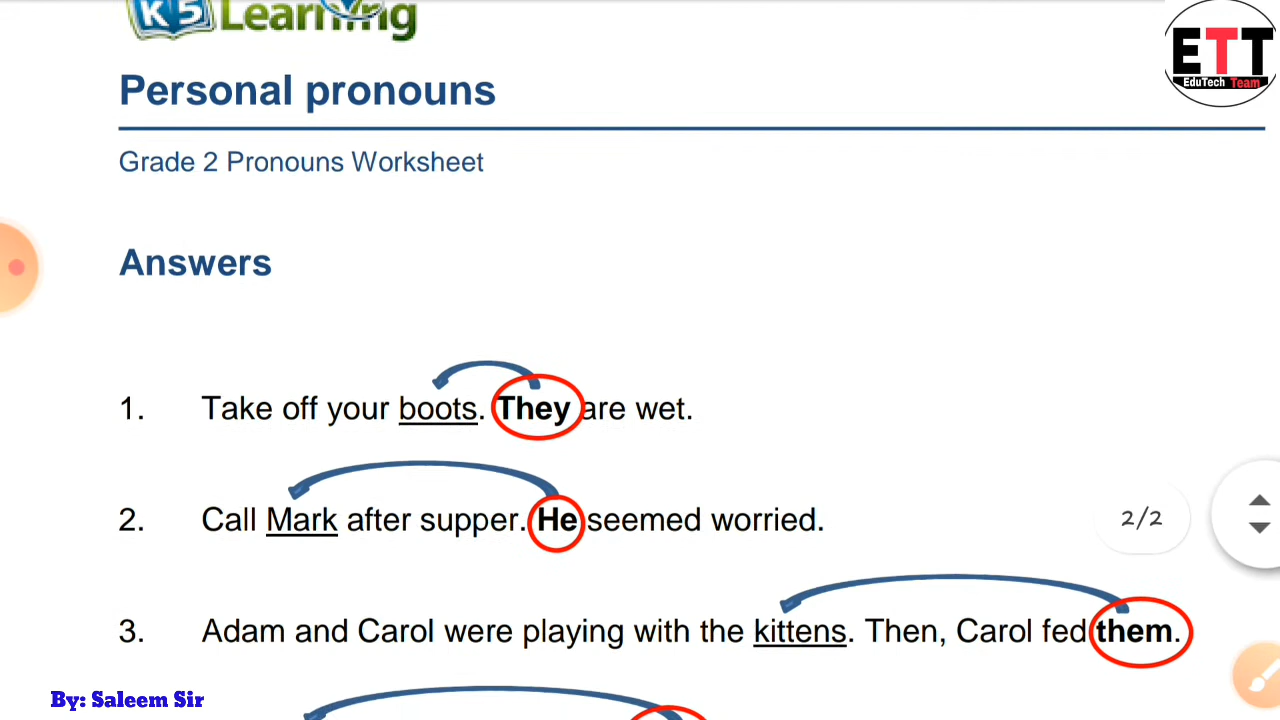 K5 Learning
ETT
EduTech Team
Personal pronouns
Grade 2 Pronouns Worksheet
Answers
1. Take off your boots. They are wet.
2. Call Mark after supper. He seemed worried.
2/2
3. Adam and Carol were playing with the kittens. Then, Carol fed them.
By: Saleem Sir